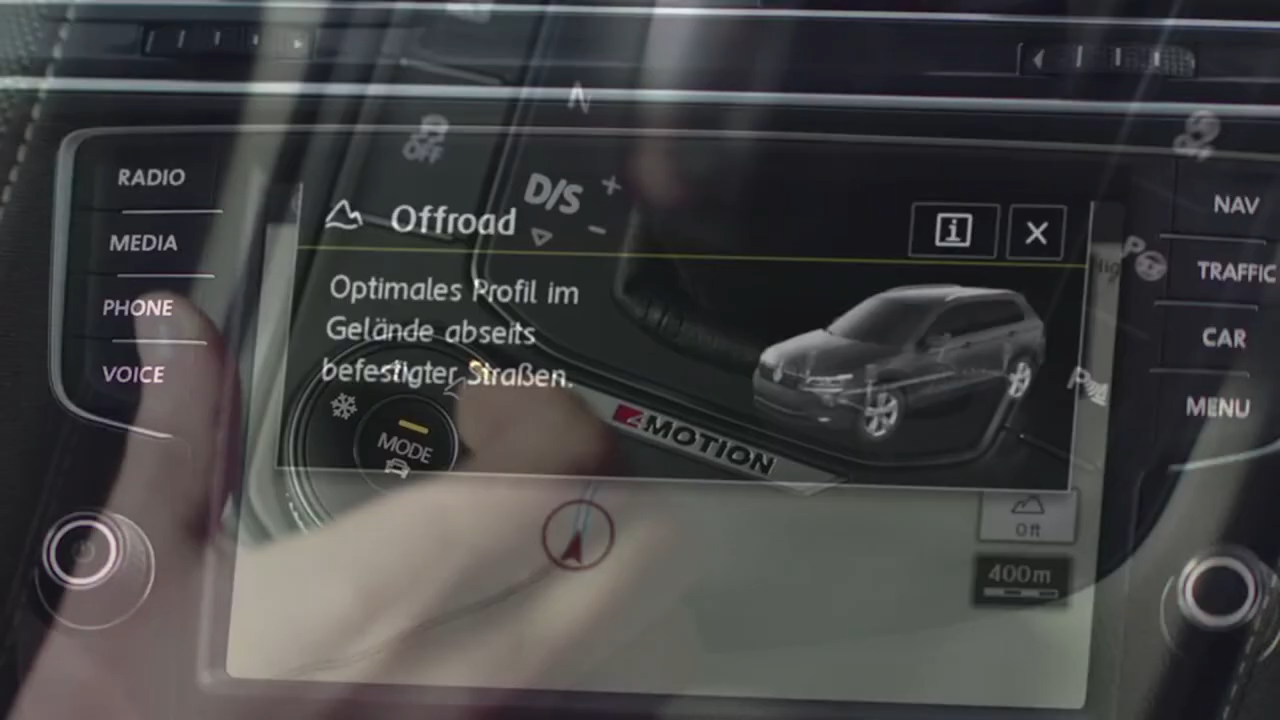 N
OFF
D/S
+
-
RADIO
MEDIA
PHONE
VOICE
Offroad
i
Optimales Profil im
Gelände abseits
befestigter Straßen.
MODE
4MOTION
NAV
TRAFFIC
CAR
MENU
0ft
400m